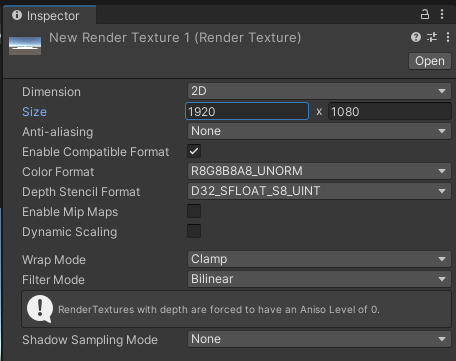 Inspector
New Render Texture 1 (Render Texture)
Open
Dimension 2D
Size 1920 x 1080
Anti-aliasing None
Enable Compatible Format
Color Format R8G8B8A8_UNORM
Depth Stencil Format D32_SFLOAT_S8_UINT
Enable Mip Maps
Dynamic Scaling
Wrap Mode Clamp
Filter Mode Bilinear
RenderTextures with depth are forced to have an Aniso Level of 0.
Shadow Sampling Mode None